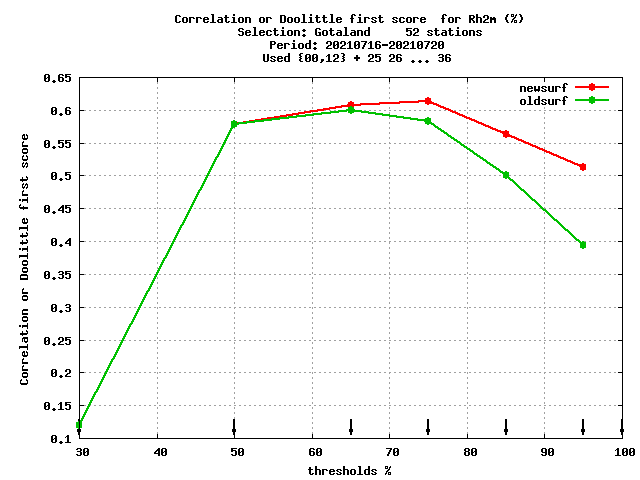 Correlation or Doolittle first score  for Rh2m (%)
Selection: Gotaland     52 stations
Period: 20210716-20210720
Used {00,12} + 25 26 ... 36
newsurf
oldsurf
Correlation or Doolittle first score
0.65
0.6
0.55
0.5
0.45
0.4
0.35
0.3
0.25
0.2
0.15
0.1
30 40 50 60 70 80 90 100
thresholds %